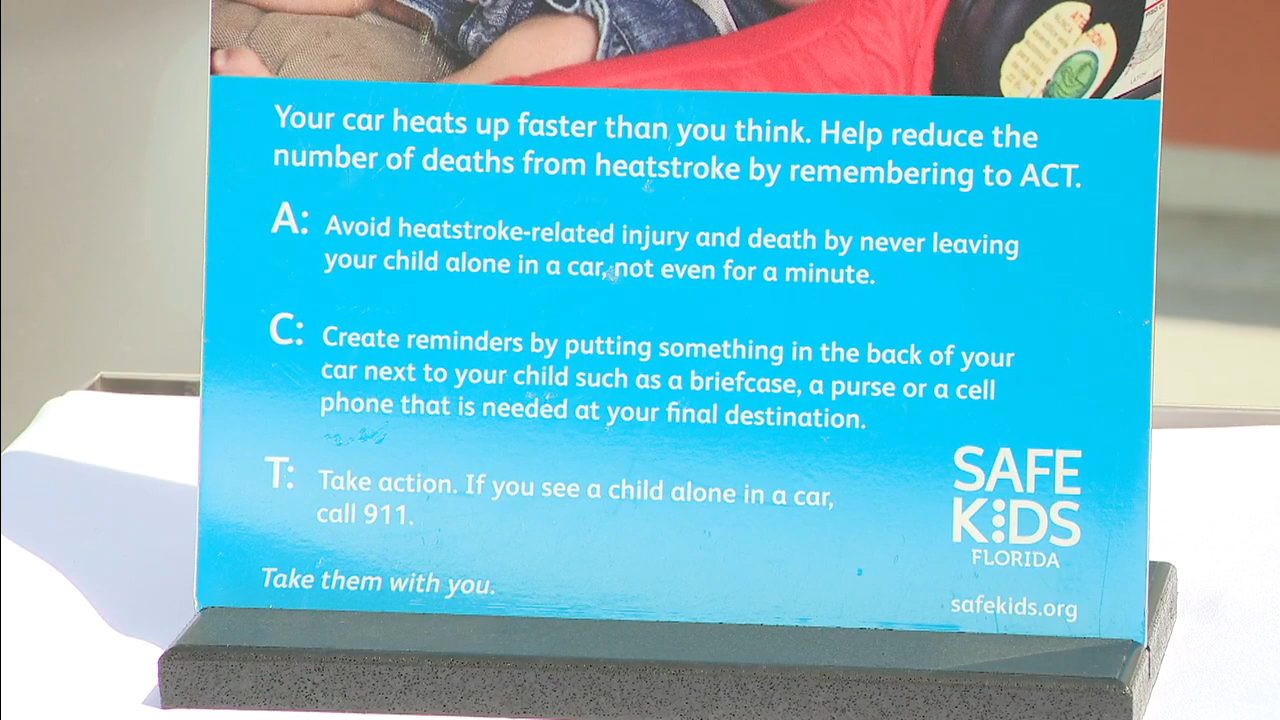 ATENCIÓN!
LATCH
Your car heats up faster than you think. Help reduce the
number of deaths from heatstroke by remembering to ACT.
A: Avoid heatstroke-related injury and death by never leaving
your child alone in a car, not even for a minute.
C: Create reminders by putting something in the back of your
car next to your child such as a briefcase, a purse or a cell
phone that is needed at your final destination.
T: Take action. If you see a child alone in a car,
call 911.
Take them with you.
SAFE
KIDS
FLORIDA
safekids.org